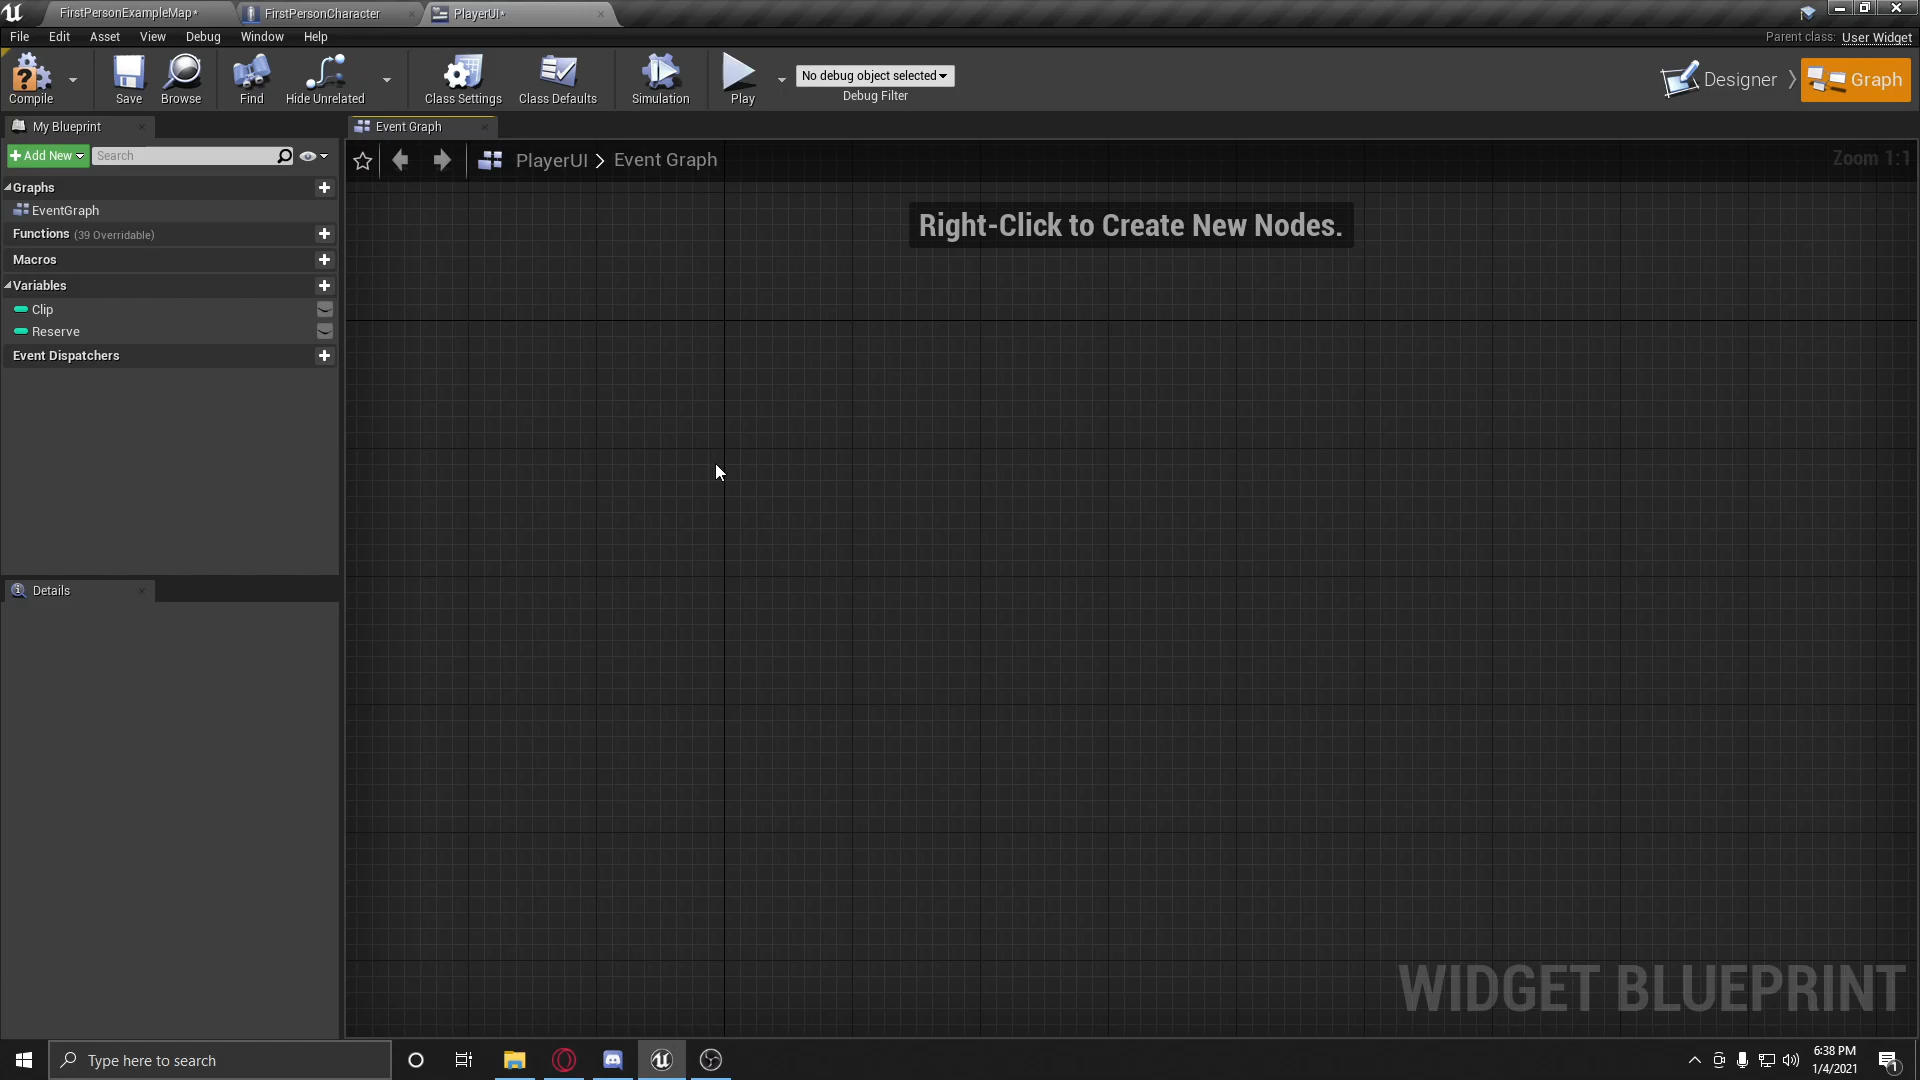 FirstPersonExampleMap*
FirstPersonCharacter
PlayerUI*
File Edit Asset View Debug Window Help
Parent class: User Widget
Compile
Save
Browse
Find
Hide Unrelated
Class Settings
Class Defaults
Simulation
Play
No debug object selected
Debug Filter
Designer
Graph
My Blueprint
Event Graph
Add New
Search
PlayerUI > Event Graph
Zoom 1:1
Graphs
EventGraph
Functions (39 Overridable)
Macros
Variables
Clip
Reserve
Event Dispatchers
Right-Click to Create New Nodes.
Details
WIDGET BLUEPRINT
Type here to search
6:38 PM
1/4/2021
1